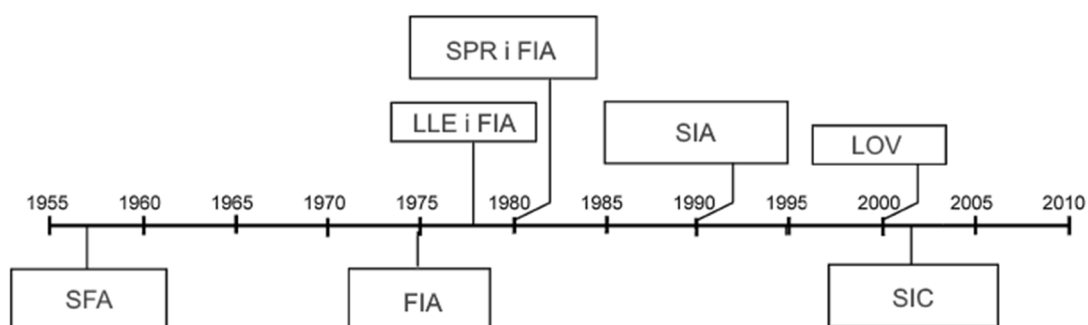 SPR i FIA
LLE i FIA
SIA
LOV
1955 1960 1965 1970 1975 1980 1985 1990 1995 2000 2005 2010
SFA
FIA
SIC